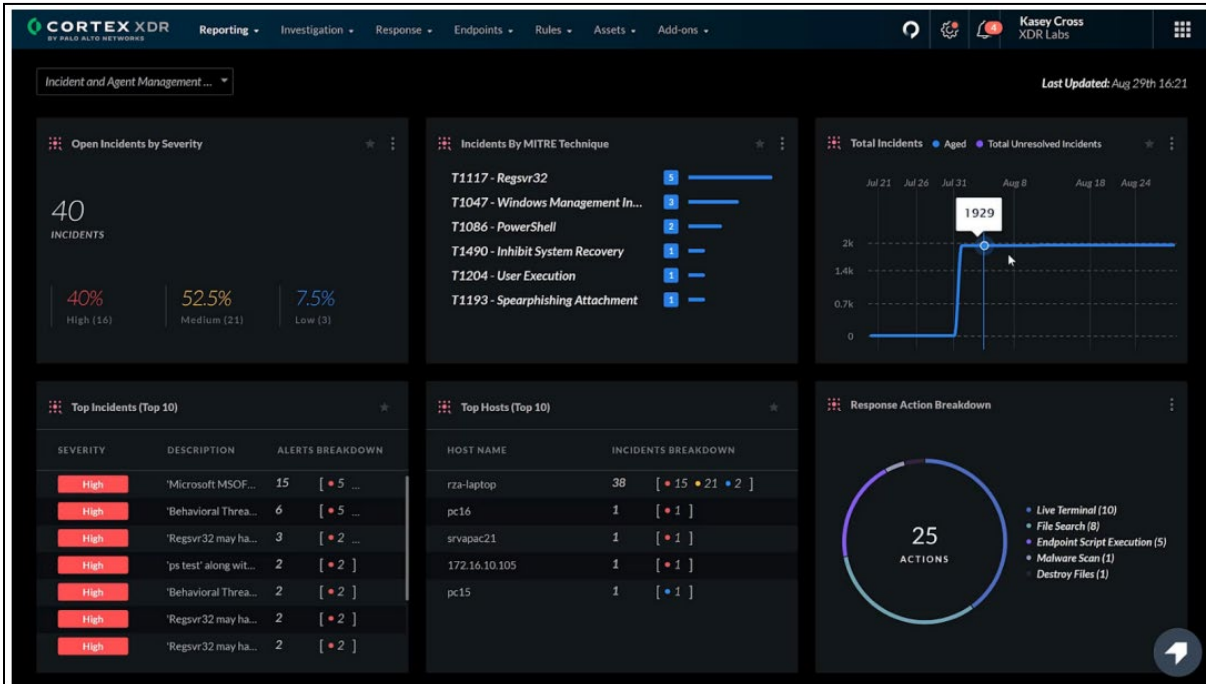 CORTEX XDR
BY PALO ALTO NETWORKS
Reporting
Investigation
Response
Endpoints
Rules
Assets
Add-ons
4
Kasey Cross
XDR Labs
Incident and Agent Management ...
Last Updated: Aug 29th 16:21
Open Incidents by Severity
40
INCIDENTS
40% 52.5% 7.5%
High (16) Medium (21) Low (3)
Incidents By MITRE Technique
T1117 - Regsvr32 5
T1047 - Windows Management In... 3
T1086 - PowerShell 2
T1490 - Inhibit System Recovery 1
T1204 - User Execution 1
T1193 - Spearphishing Attachment 1
Total Incidents Aged Total Unresolved Incidents
Jul 21 Jul 26 Jul 31 Aug 8 Aug 18 Aug 24
1929
2k
1.4k
0.7k
0
Top Incidents (Top 10)
SEVERITY DESCRIPTION ALERTS BREAKDOWN
High 'Microsoft MSOF... 15 [ • 5 ...
High 'Behavioral Threa... 6 [ • 5 ...
High 'Regsvr32 may ha... 3 [ • 2 ...
High 'ps test' along wit... 2 [ • 2 ]
High 'Behavioral Threa... 2 [ • 2 ]
High 'Regsvr32 may ha... 2 [ • 2 ]
High 'Regsvr32 may ha... 2 [ • 2 ]
Top Hosts (Top 10)
HOST NAME INCIDENTS BREAKDOWN
rza-laptop 38 [ • 15 • 21 • 2 ]
pc16 1 [ • 1 ]
srvapac21 1 [ • 1 ]
172.16.10.105 1 [ • 1 ]
pc15 1 [ • 1 ]
Response Action Breakdown
25
ACTIONS
Live Terminal (10)
File Search (8)
Endpoint Script Execution (5)
Malware Scan (1)
Destroy Files (1)